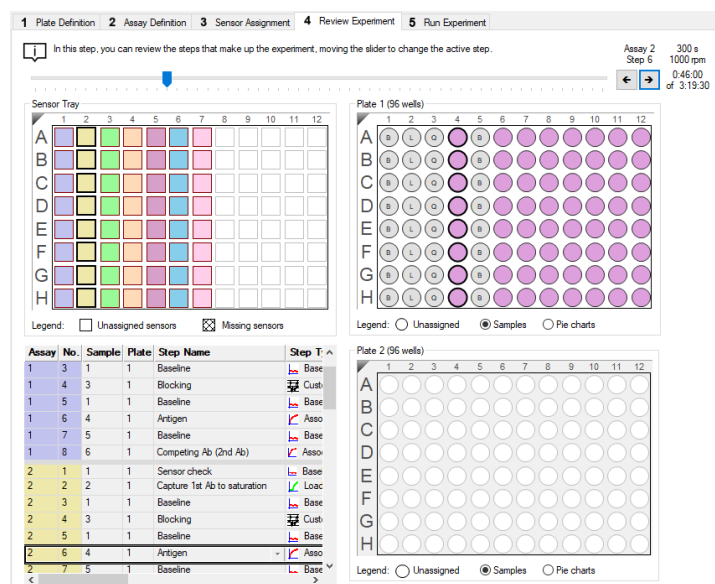 1 Plate Definition 2 Assay Definition 3 Sensor Assignment 4 Review Experiment 5 Run Experiment
In this step, you can review the steps that make up the experiment, moving the slider to change the active step.
Assay 2 300 s
Step 6 1000 rpm
0:46:00
of 3:19:30
Sensor Tray
1 2 3 4 5 6 7 8 9 10 11 12
A
B
C
D
E
F
G
H
Legend: Unassigned sensors Missing sensors
Plate 1 (96 wells)
1 2 3 4 5 6 7 8 9 10 11 12
A B L Q B
B B L Q B
C B L Q B
D B L Q B
E B L Q B
F B L Q B
G B L Q B
H B L Q B
Legend: Unassigned Samples Pie charts
Assay No. Sample Plate Step Name Step T
1 3 1 1 Baseline Base
1 4 3 1 Blocking Cust
1 5 1 1 Baseline Base
1 6 4 1 Antigen Asso
1 7 5 1 Baseline Base
1 8 6 1 Competing Ab (2nd Ab) Asso
2 1 1 1 Sensor check Base
2 2 2 1 Capture 1st Ab to saturation Load
2 3 1 1 Baseline Base
2 4 3 1 Blocking Cust
2 5 1 1 Baseline Base
2 6 4 1 Antigen Asso
2 7 5 1 Baseline Base
Plate 2 (96 wells)
1 2 3 4 5 6 7 8 9 10 11 12
A
B
C
D
E
F
G
H
Legend: Unassigned Samples Pie charts